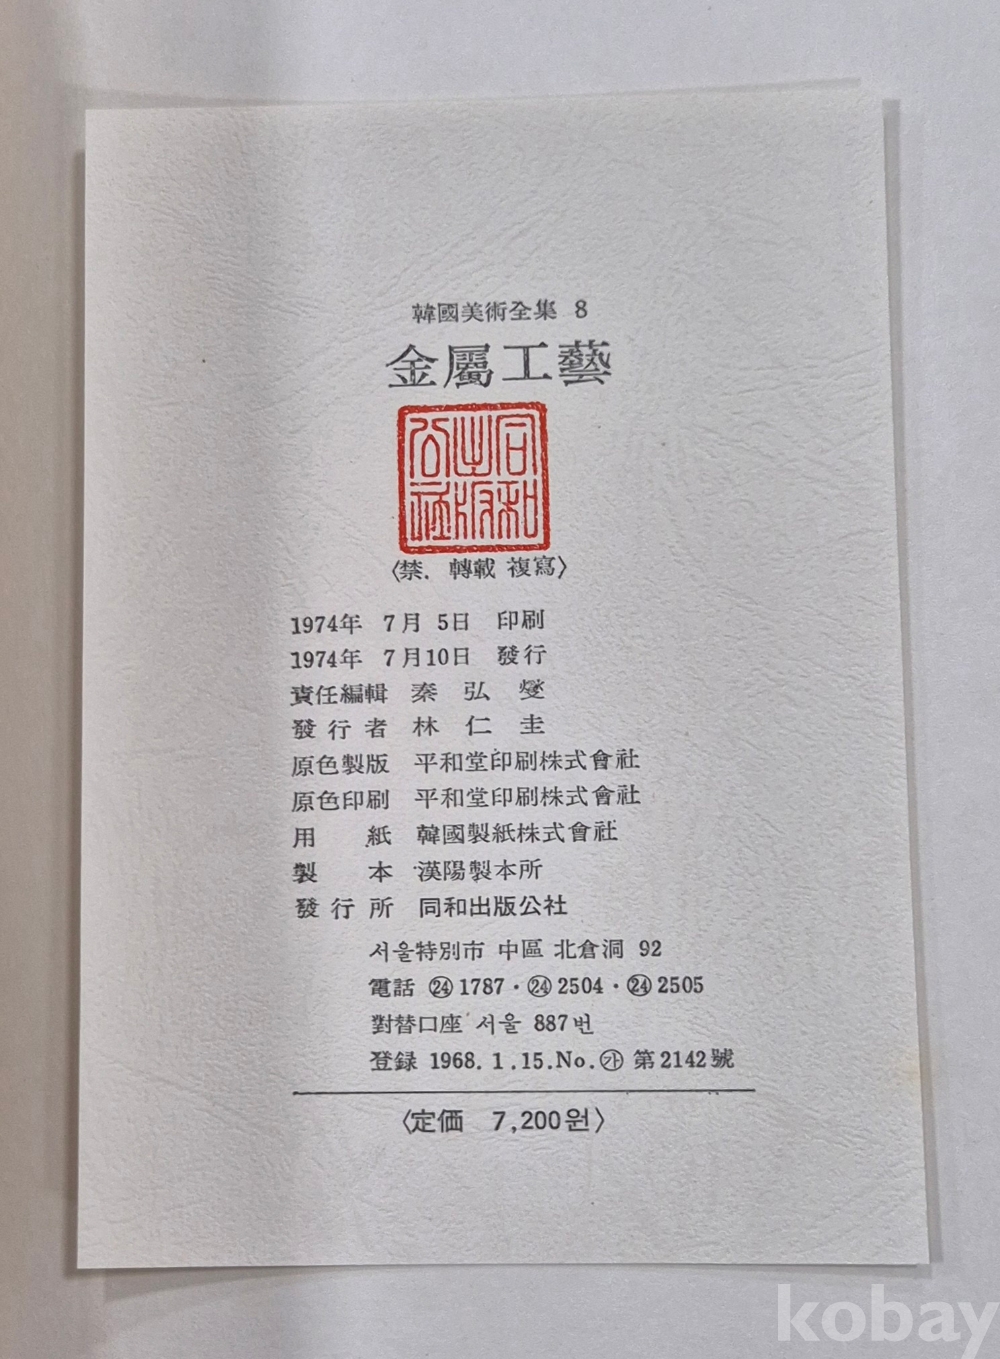 韓國美術全集 8
金屬工藝
同和
出版
公社
〈禁. 轉載 複寫〉
1974年 7月 5日 印刷
1974年 7月10日 發行
責任編輯 秦弘燮
發行者 林仁圭
原色製版 平和堂印刷株式會社
原色印刷 平和堂印刷株式會社
用紙 韓國製紙株式會社
製本 漢陽製本所
發行所 同和出版公社
서울特別市 中區 北倉洞 92
電話 ㉔ 1787・㉔ 2504・㉔ 2505
對替口座 서울 887번
登錄 1968. 1. 15. No. ㉮ 第2142號
〈定価 7,200원〉
kobay